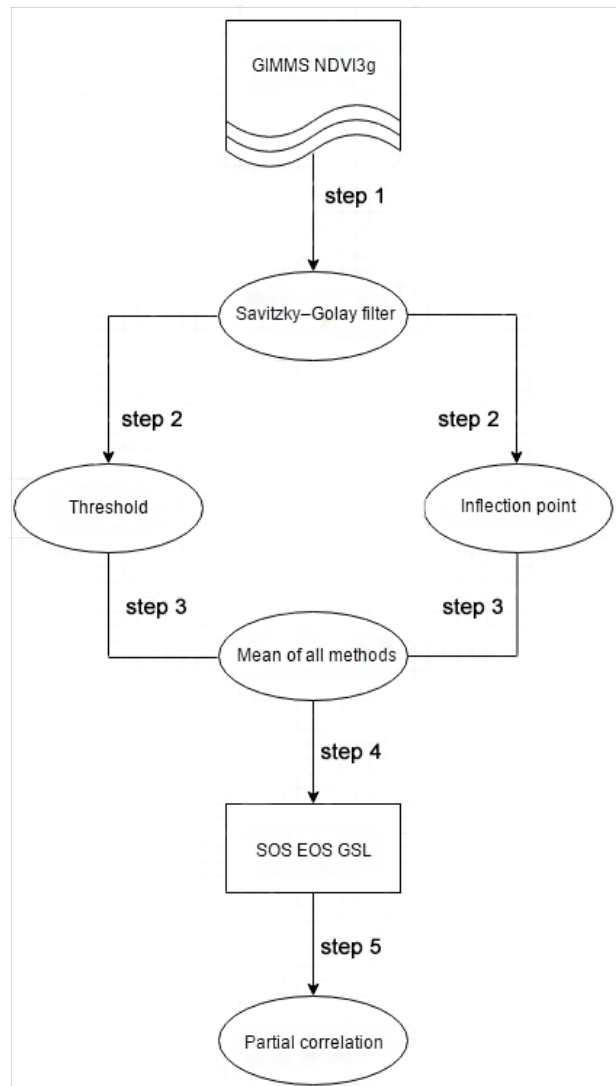 GIMMS NDVI3g
step 1
Savitzky–Golay filter
step 2
step 2
Threshold
Inflection point
step 3
step 3
Mean of all methods
step 4
SOS EOS GSL
step 5
Partial correlation